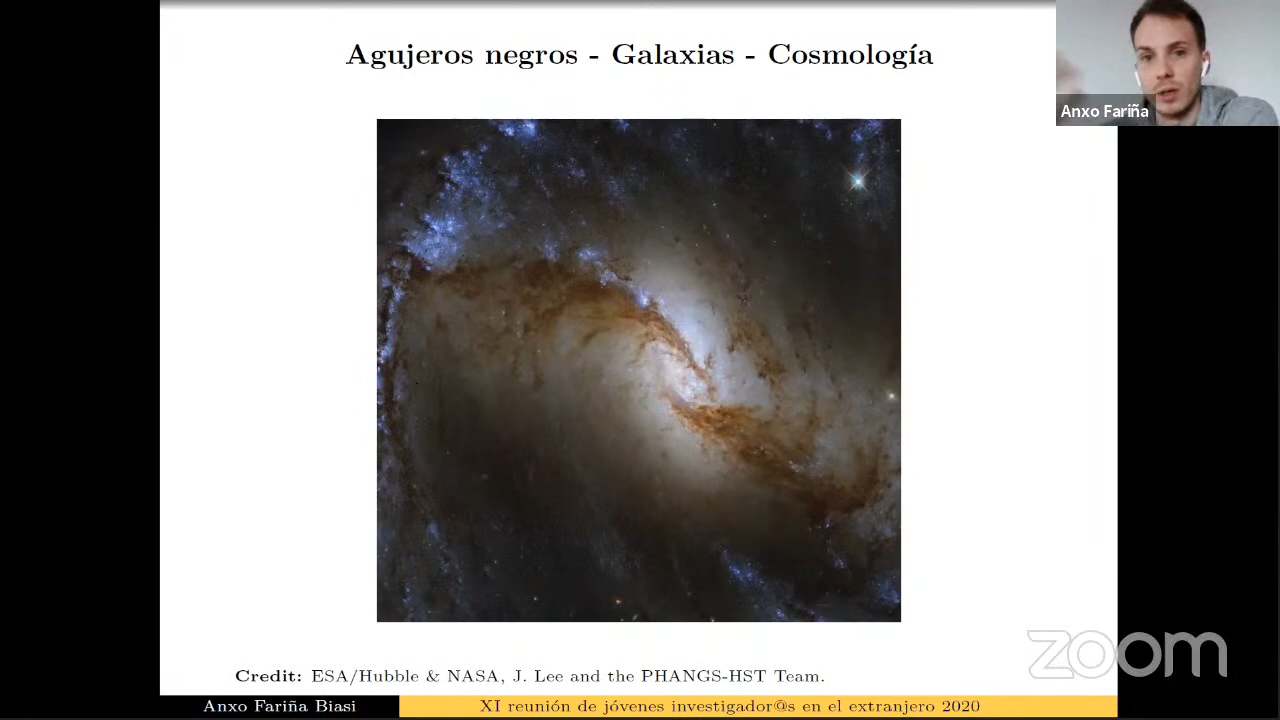 Agujeros negros - Galaxias - Cosmología
Anxo Fariña
Credit: ESA/Hubble & NASA, J. Lee and the PHANGS-HST Team.
zoom
Anxo Fariña Biasi
XI reunión de jóvenes investigador@s en el extranjero 2020